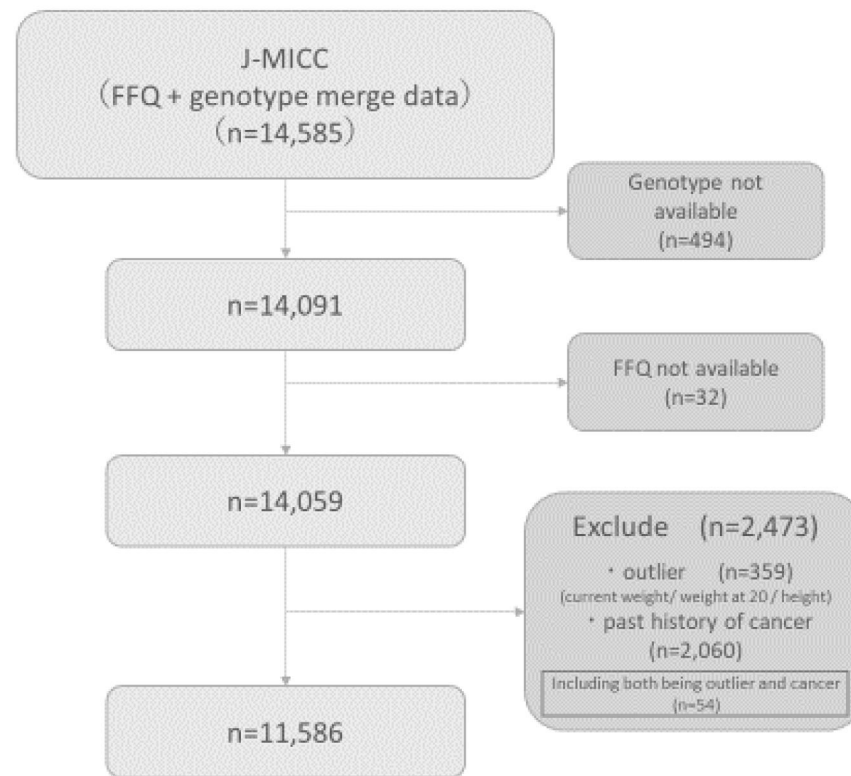 J-MICC
（FFQ + genotype merge data）
（n=14,585）
Genotype not
available
(n=494)
n=14,091
FFQ not available
(n=32)
n=14,059
Exclude (n=2,473)
・outlier (n=359)
(current weight/ weight at 20 / height)
・past history of cancer
(n=2,060)
Including both being outlier and cancer
(n=54)
n=11,586